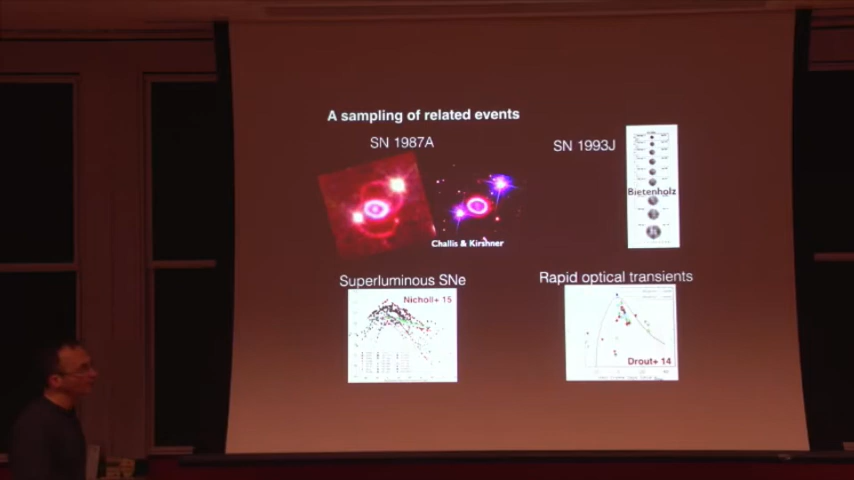 A sampling of related events
SN 1987A
SN 1993J
Bietenholz
Challis & Kirshner
Superluminous SNe
Rapid optical transients
Nicholl+ 15
Drout+ 14